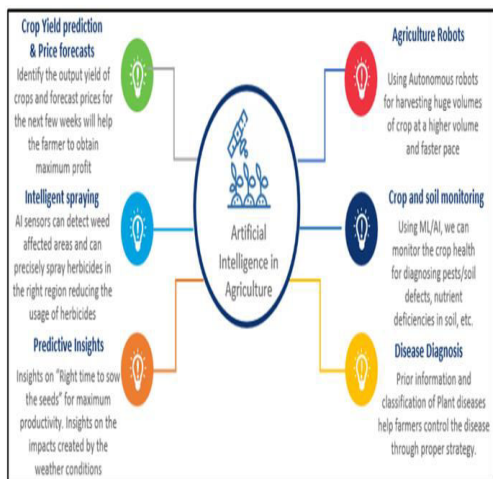 Crop Yield prediction
& Price forecasts
Identify the output yield of
crops and forecast prices for
the next few weeks will help
the farmer to obtain
maximum profit
Intelligent spraying
AI sensors can detect weed
affected areas and can
precisely spray herbicides in
the right region reducing the
usage of herbicides
Predictive Insights
Insights on "Right time to sow
the seeds" for maximum
productivity. Insights on the
impacts created by the
weather conditions
Artificial
Intelligence in
Agriculture
Agriculture Robots
Using Autonomous robots
for harvesting huge volumes
of crop at a higher volume
and faster pace
Crop and soil monitoring
Using ML/AI, we can
monitor the crop health
for diagnosing pests/soil
defects, nutrient
deficiencies in soil, etc.
Disease Diagnosis
Prior information and
classification of Plant diseases
help farmers control the disease
through proper strategy.